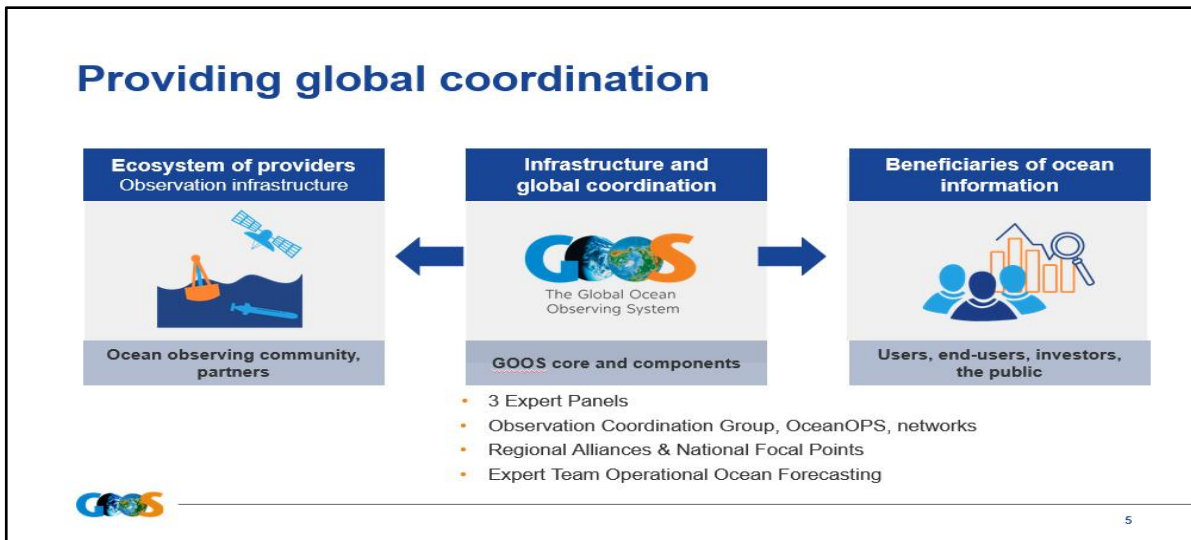 Providing global coordination
Ecosystem of providers
Observation infrastructure
Ocean observing community,
partners
Infrastructure and
global coordination
GOOS
The Global Ocean
Observing System
GOOS core and components
Beneficiaries of ocean
information
Users, end-users, investors,
the public
• 3 Expert Panels
• Observation Coordination Group, OceanOPS, networks
• Regional Alliances & National Focal Points
• Expert Team Operational Ocean Forecasting
GOOS
5